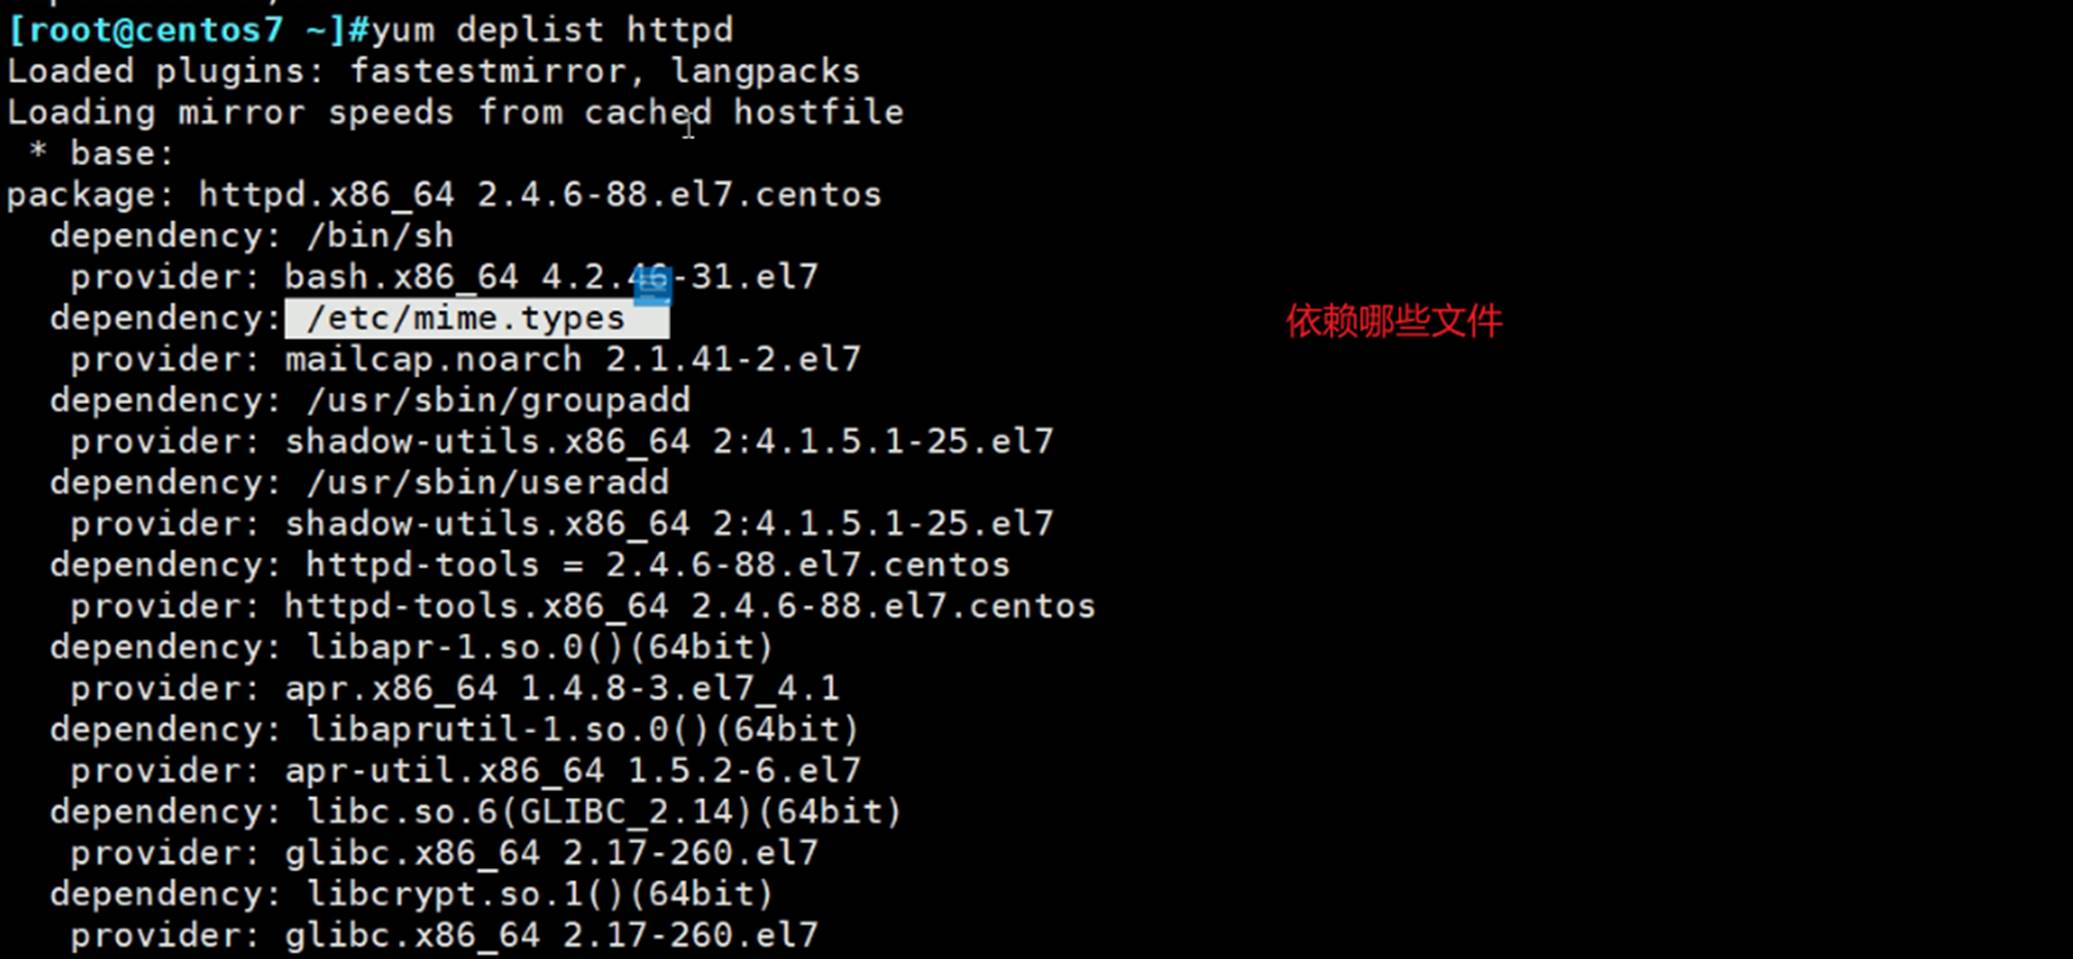 [root@centos7 ~]#yum deplist httpd
Loaded plugins: fastestmirror, langpacks
Loading mirror speeds from cached hostfile
 * base:
package: httpd.x86_64 2.4.6-88.el7.centos
  dependency: /bin/sh
   provider: bash.x86_64 4.2.46-31.el7
  dependency: /etc/mime.types 依赖哪些文件
   provider: mailcap.noarch 2.1.41-2.el7
  dependency: /usr/sbin/groupadd
   provider: shadow-utils.x86_64 2:4.1.5.1-25.el7
  dependency: /usr/sbin/useradd
   provider: shadow-utils.x86_64 2:4.1.5.1-25.el7
  dependency: httpd-tools = 2.4.6-88.el7.centos
   provider: httpd-tools.x86_64 2.4.6-88.el7.centos
  dependency: libapr-1.so.0()(64bit)
   provider: apr.x86_64 1.4.8-3.el7_4.1
  dependency: libaprutil-1.so.0()(64bit)
   provider: apr-util.x86_64 1.5.2-6.el7
  dependency: libc.so.6(GLIBC_2.14)(64bit)
   provider: glibc.x86_64 2.17-260.el7
  dependency: libcrypt.so.1()(64bit)
   provider: glibc.x86_64 2.17-260.el7